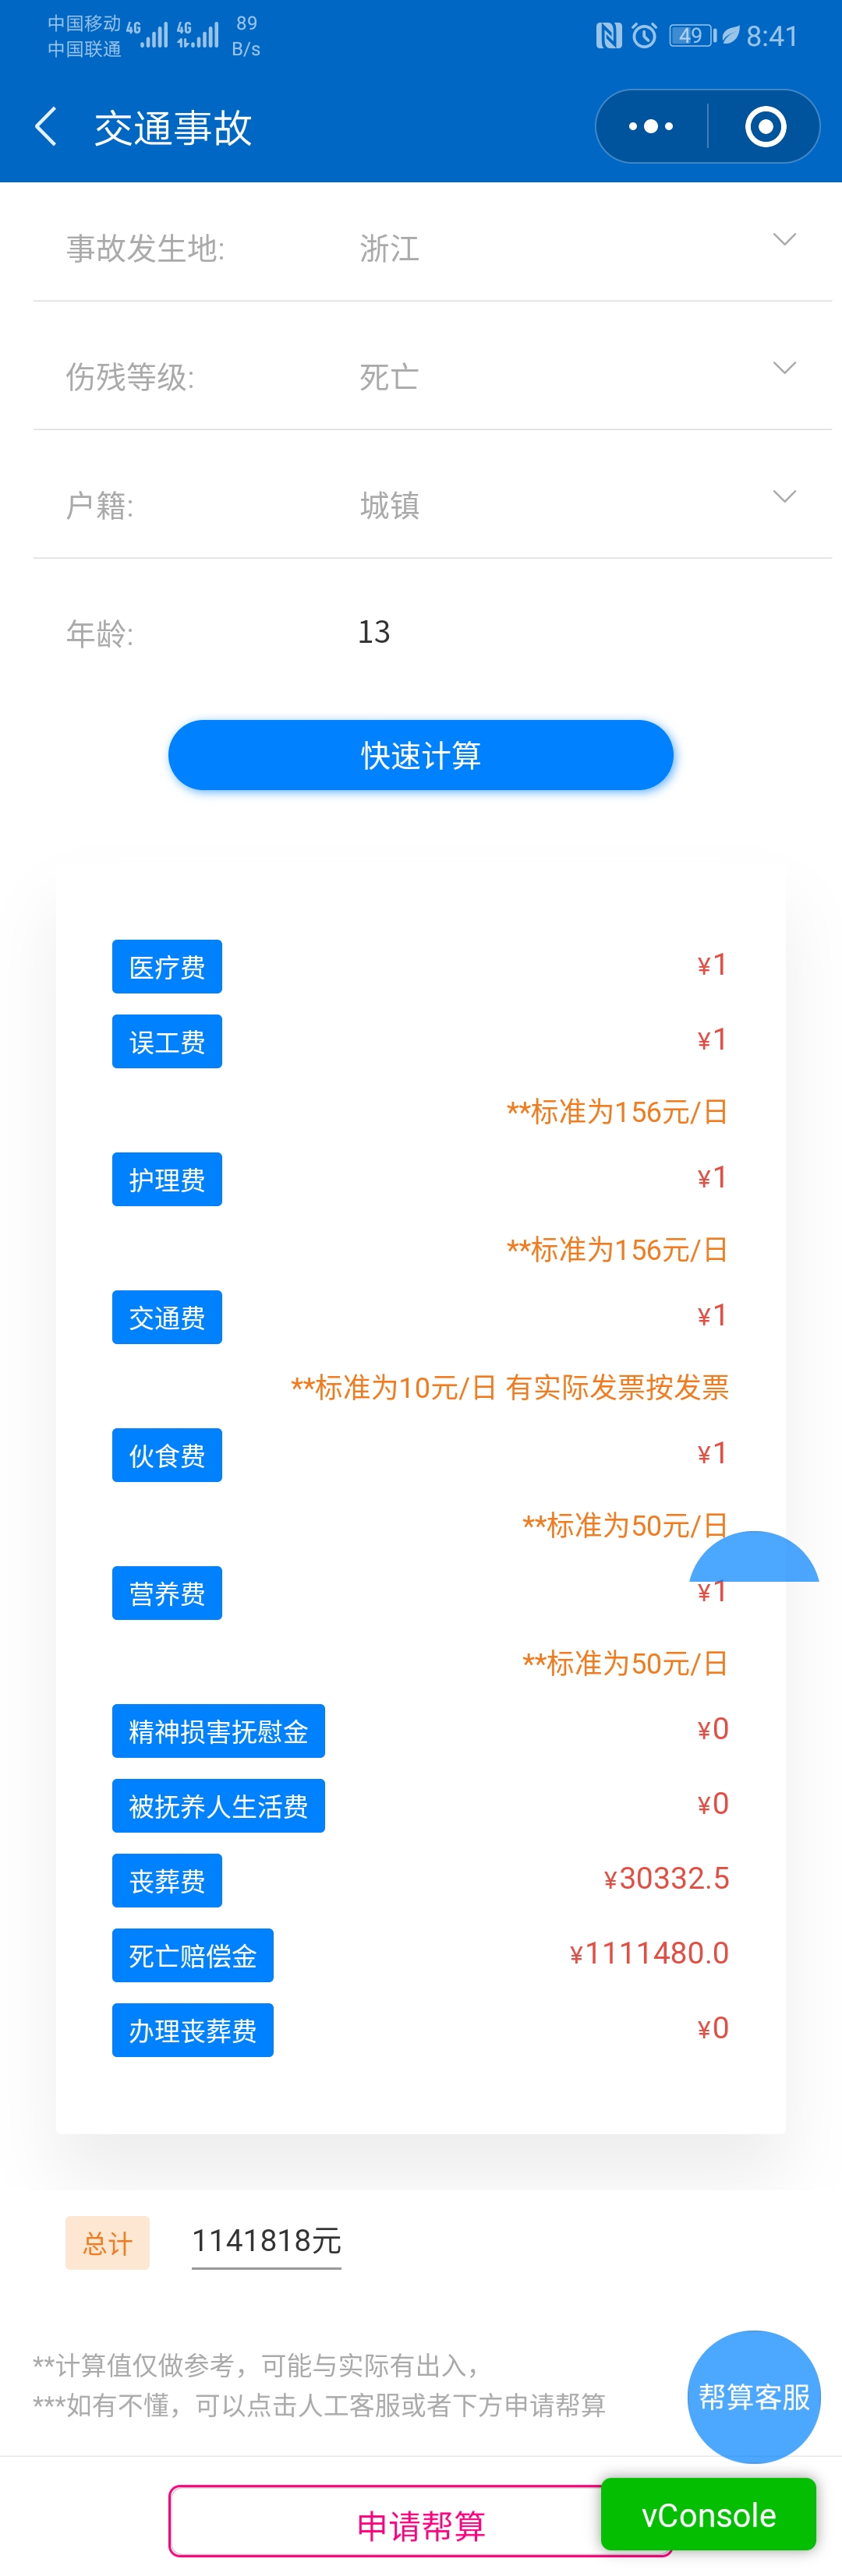 中国移动 4G 4G 89
中国联通 B/s
49 8:41
交通事故
事故发生地: 浙江
伤残等级: 死亡
户籍: 城镇
年龄: 13
快速计算
医疗费 ¥1
误工费 ¥1
**标准为156元/日
护理费 ¥1
**标准为156元/日
交通费 ¥1
**标准为10元/日 有实际发票按发票
伙食费 ¥1
**标准为50元/日
营养费 ¥1
**标准为50元/日
精神损害抚慰金 ¥0
被抚养人生活费 ¥0
丧葬费 ¥30332.5
死亡赔偿金 ¥1111480.0
办理丧葬费 ¥0
总计 1141818元
**计算值仅做参考，可能与实际有出入，
***如有不懂，可以点击人工客服或者下方申请帮算
帮算客服
申请帮算
vConsole